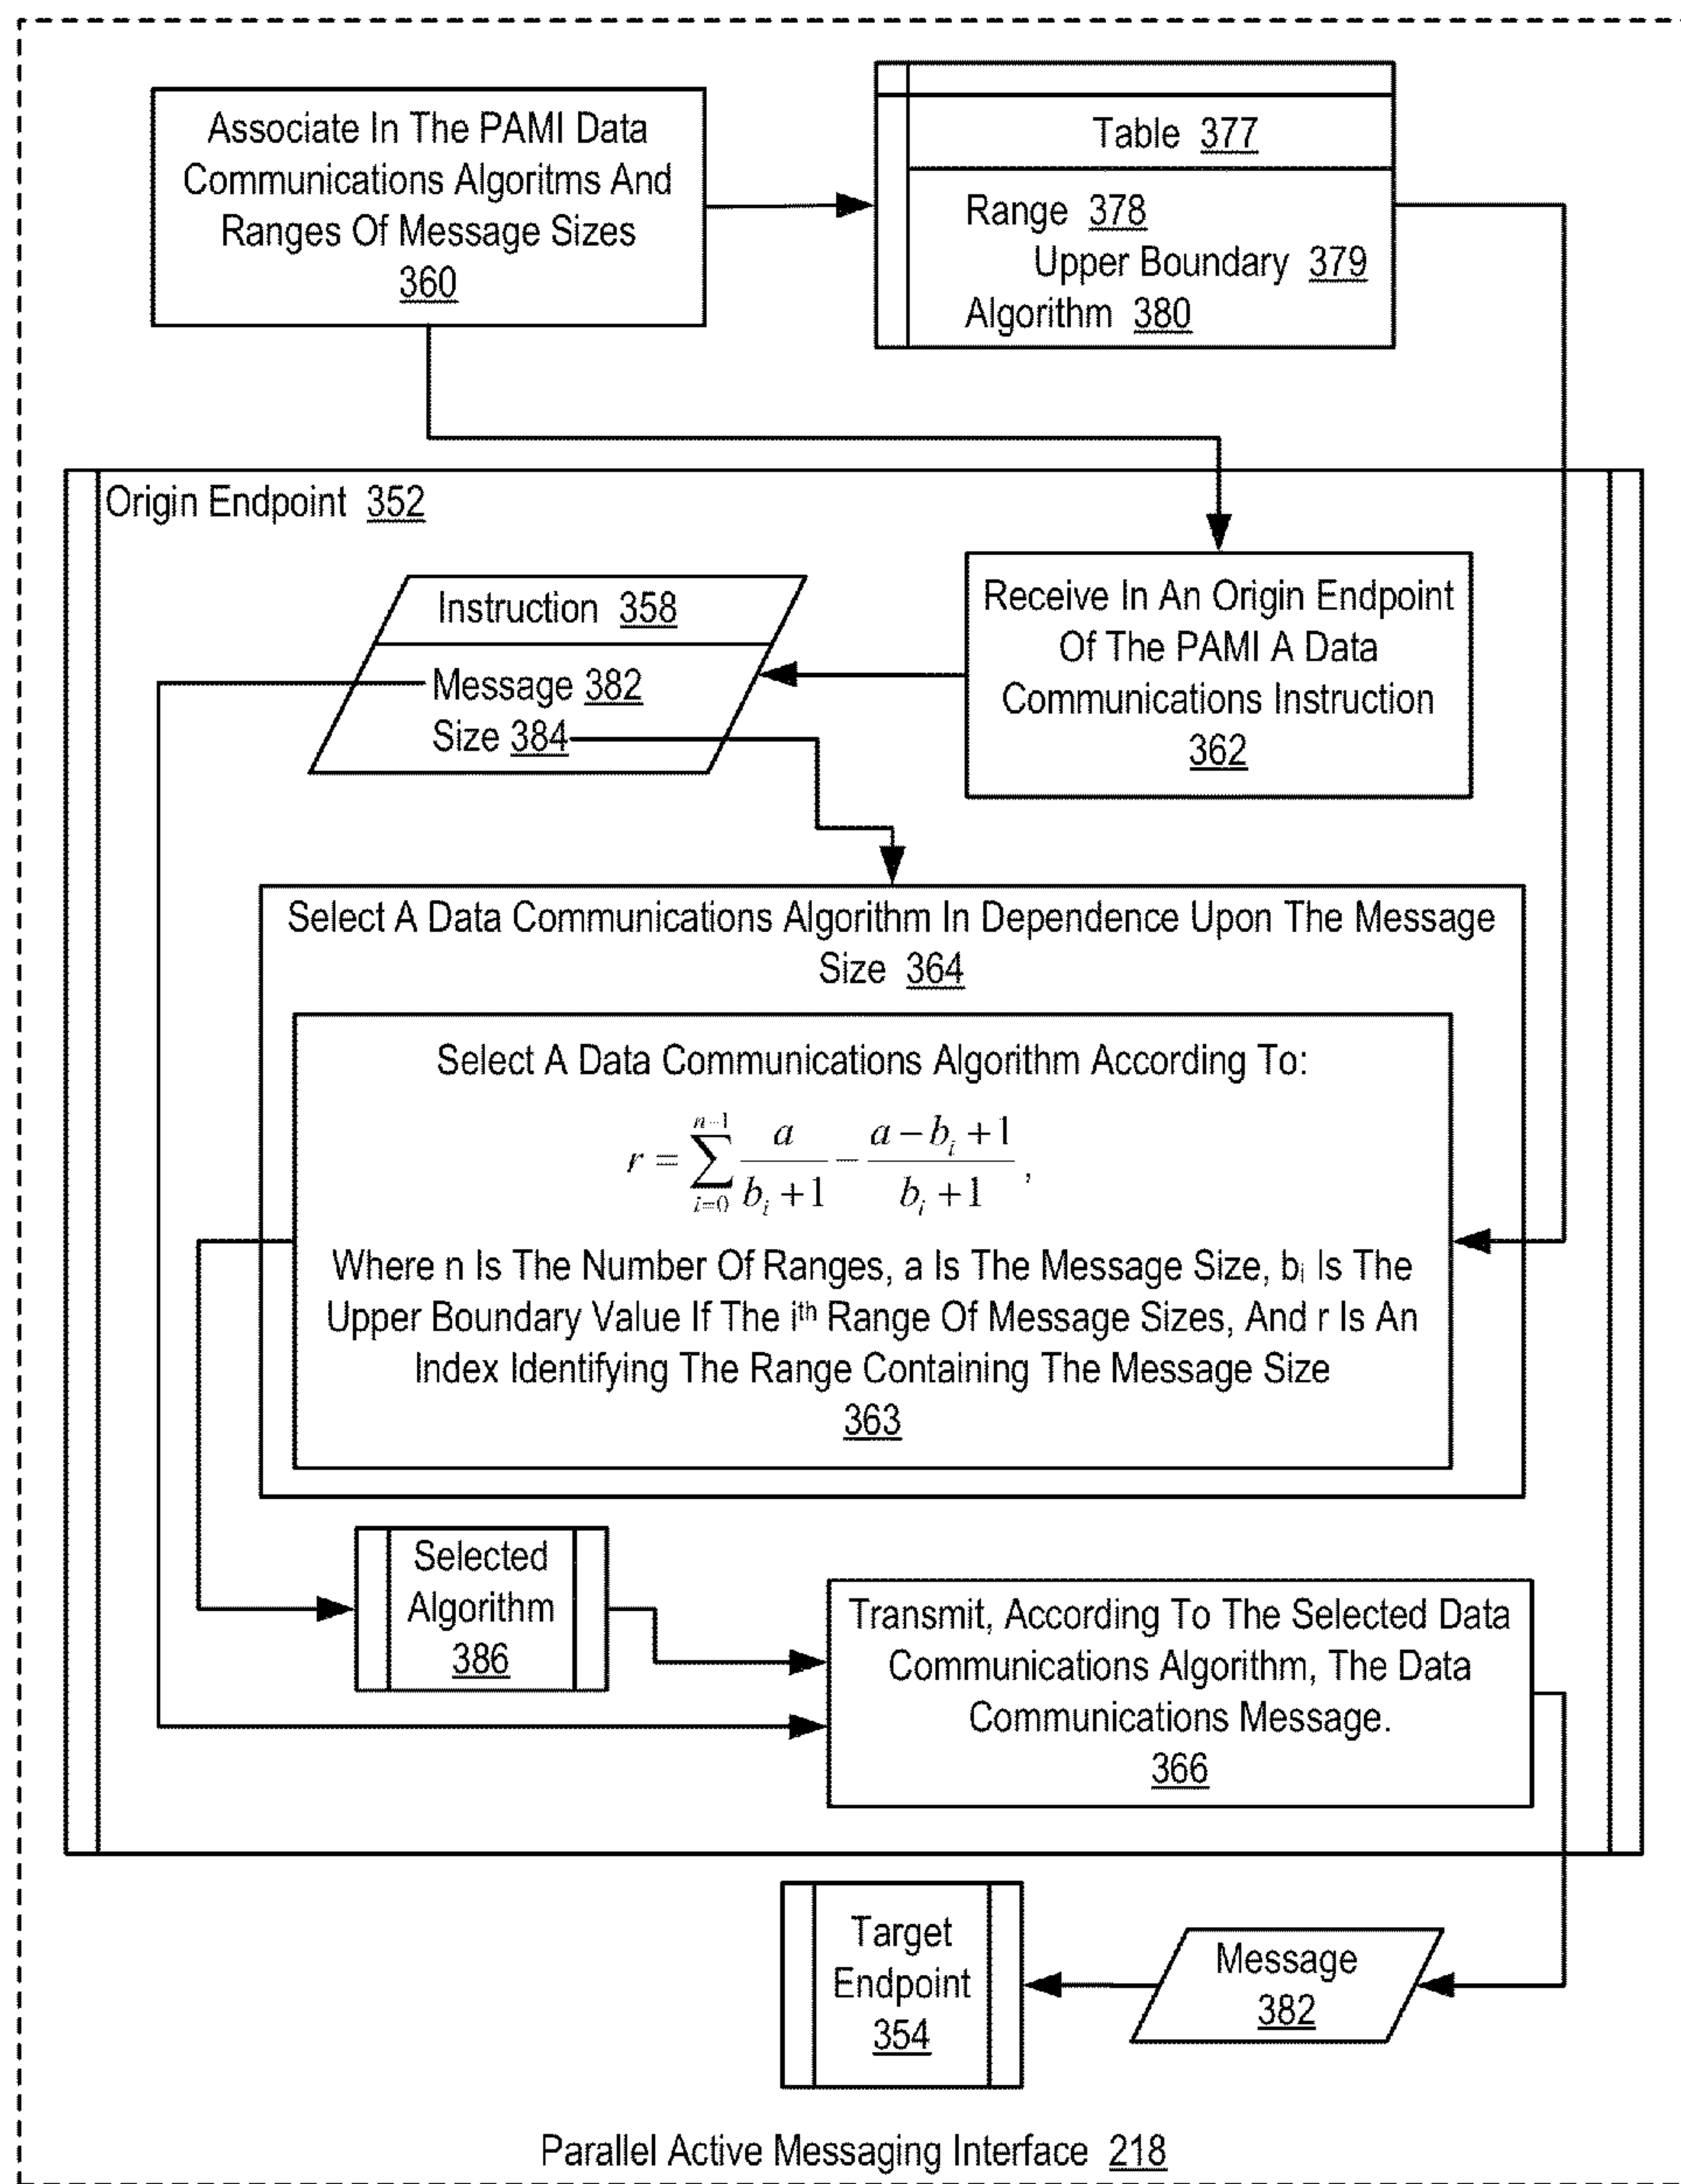 Associate In The PAMI Data
Communications Algoritms And
Ranges Of Message Sizes
360
Table 377
Range 378
Upper Boundary 379
Algorithm 380
Origin Endpoint 352
Instruction 358
Message 382
Size 384
Receive In An Origin Endpoint
Of The PAMI A Data
Communications Instruction
362
Select A Data Communications Algorithm In Dependence Upon The Message
Size 364
Select A Data Communications Algorithm According To:
r = \sum_{i=0}^{n-1} \frac{a}{b_i+1} - \frac{a-b_i+1}{b_i+1},
Where n Is The Number Of Ranges, a Is The Message Size, bᵢ Is The
Upper Boundary Value If The iᵗʰ Range Of Message Sizes, And r Is An
Index Identifying The Range Containing The Message Size
363
Selected
Algorithm
386
Transmit, According To The Selected Data
Communications Algorithm, The Data
Communications Message.
366
Target
Endpoint
354
Message
382
Parallel Active Messaging Interface 218